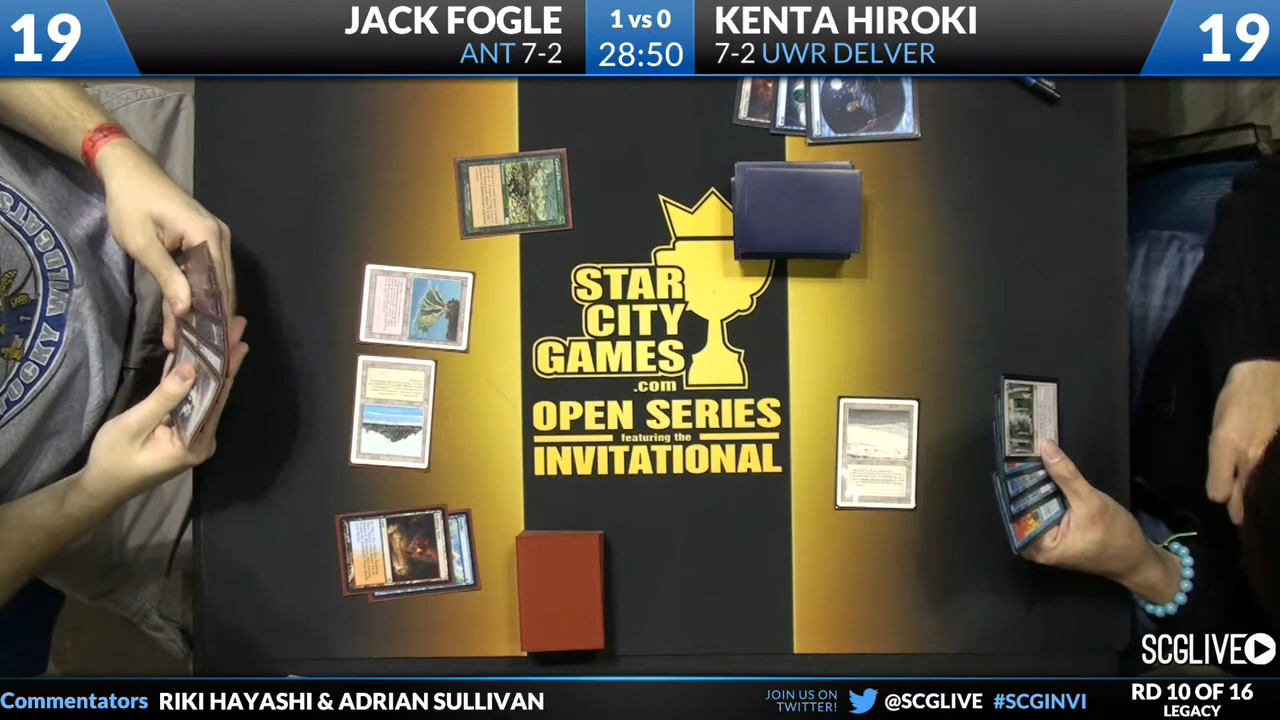 19
JACK FOGLE
ANT 7-2
1 vs 0
28:50
KENTA HIROKI
7-2 UWR DELVER
19
STAR
CITY
GAMES
.com
OPEN SERIES
featuring the
INVITATIONAL
SCGLIVE
Commentators RIKI HAYASHI & ADRIAN SULLIVAN
JOIN US ON
TWITTER!
@SCGLIVE #SCGINVI
RD 10 OF 16
LEGACY